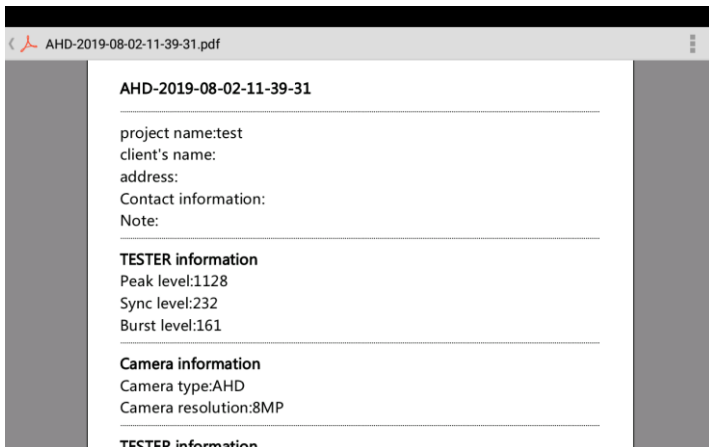 AHD-2019-08-02-11-39-31.pdf
AHD-2019-08-02-11-39-31
project name:test
client's name:
address:
Contact information:
Note:
TESTER information
Peak level:1128
Sync level:232
Burst level:161
Camera information
Camera type:AHD
Camera resolution:8MP
TESTER information